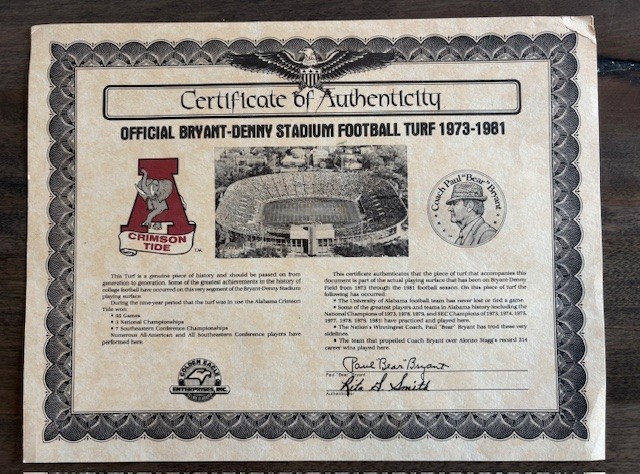 Certificate of Authenticity
OFFICIAL BRYANT-DENNY STADIUM FOOTBALL TURF 1973-1981
A
CRIMSON
TIDE
Coach Paul "Bear" Bryant
This Turf is a genuine piece of history and should be passed on from
generation to generation. Some of the greatest achievements in the history of
college football have occurred on this very segment of the Bryant-Denny Stadium
playing surface.
During the nine-year period that the turf was in use the Alabama Crimson
Tide won.
• Games
• 3 National Championships
• 7 Southeastern Conference Championships
Numerous All-American and All Southeastern Conference players have
performed here.
This certificate authenticates that the piece of turf that accompanies this
document is part of the actual playing surface that has been on Bryant-Denny
Field from 1973 through the 1981 football season. On this piece of turf the
following has occurred.
• The University of Alabama football team has never lost or tied a game.
• Some of the greatest players and teams in Alabama history including the
National Champions of 1973, 1978, 1979, and SEC Champions of 1973, 1974, 1975,
1977, 1978, 1979, 1981) have practiced and played here.
• The Nation's Winningest Coach, Paul "Bear" Bryant has trod these very
sidelines.
• The team that propelled Coach Bryant over Alonzo Stagg's record 314
career wins played here.
GOLDEN EAGLE
ENTERPRISES, INC.
Paul "Bear" Bryant
Paul "Bear" Bryant
Rita S. Smith